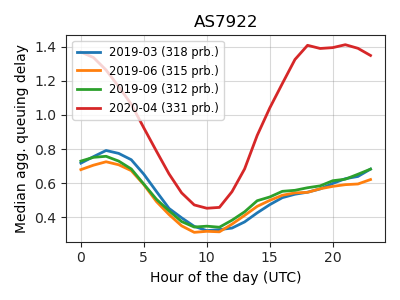 AS7922
Median agg. queuing delay
1.4
1.2
1.0
0.8
0.6
0.4
2019-03 (318 prb.)
2019-06 (315 prb.)
2019-09 (312 prb.)
2020-04 (331 prb.)
0 5 10 15 20
Hour of the day (UTC)